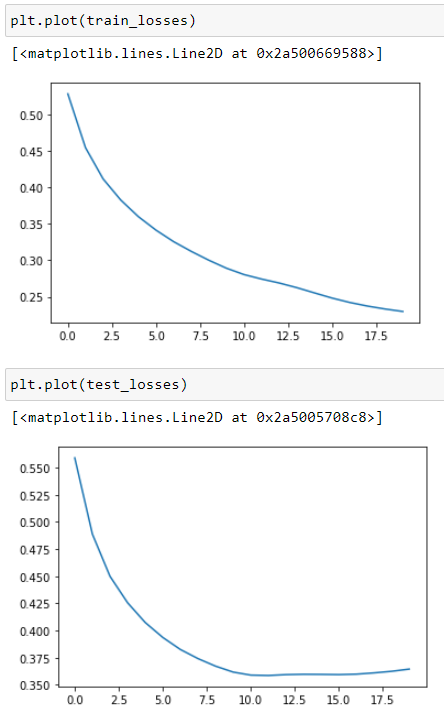 plt.plot(train_losses)
[<matplotlib.lines.Line2D at 0x2a500669588>]
0.50
0.45
0.40
0.35
0.30
0.25
0.0 2.5 5.0 7.5 10.0 12.5 15.0 17.5
plt.plot(test_losses)
[<matplotlib.lines.Line2D at 0x2a5005708c8>]
0.550
0.525
0.500
0.475
0.450
0.425
0.400
0.375
0.350
0.0 2.5 5.0 7.5 10.0 12.5 15.0 17.5